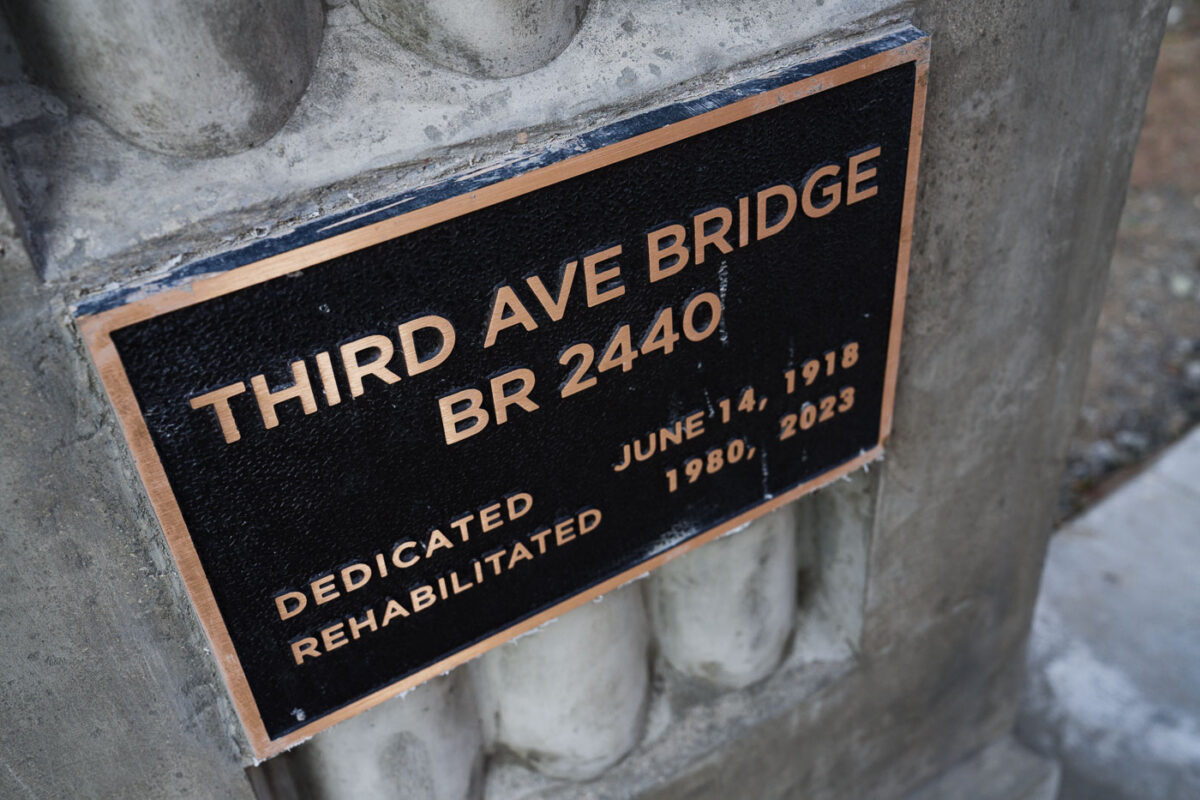 THIRD AVE BRIDGE
BR 2440
DEDICATED JUNE 14, 1918
REHABILITATED 1980, 2023